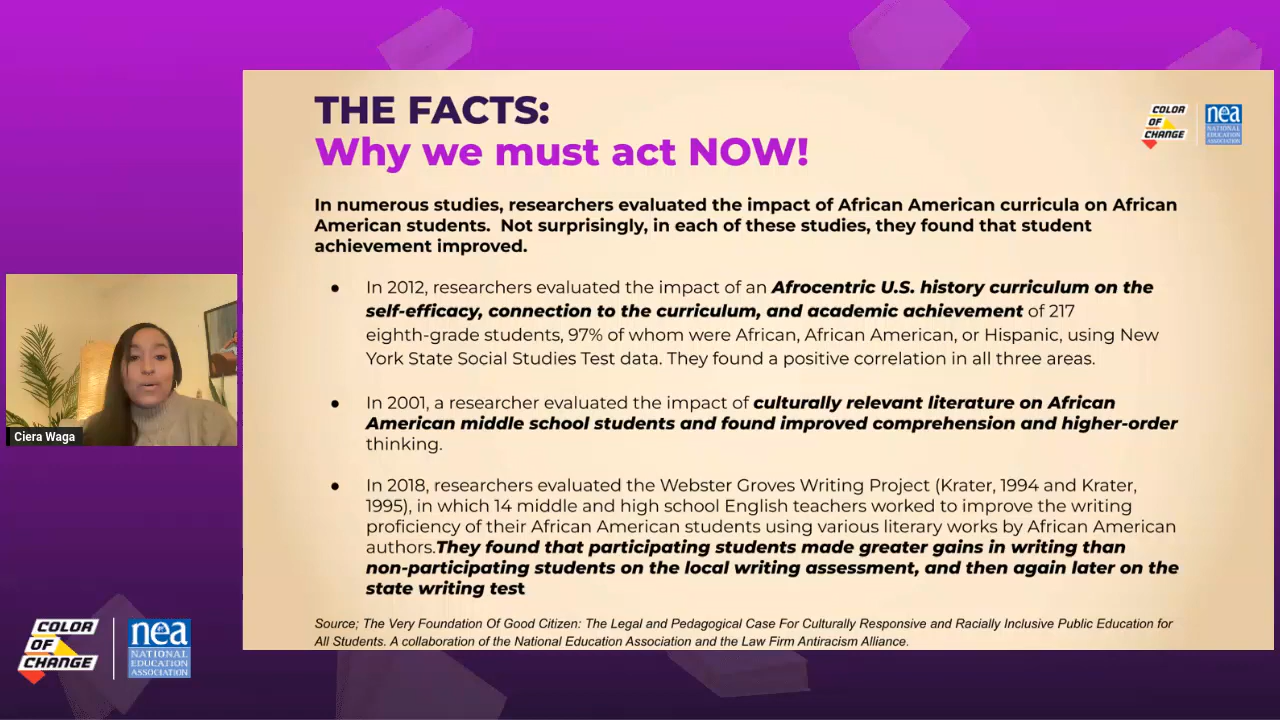 THE FACTS:
Why we must act NOW!
COLOR
OF
CHANGE
nea
NATIONAL
EDUCATION
ASSOCIATION
In numerous studies, researchers evaluated the impact of African American curricula on African
American students.  Not surprisingly, in each of these studies, they found that student
achievement improved.
● In 2012, researchers evaluated the impact of an Afrocentric U.S. history curriculum on the
self-efficacy, connection to the curriculum, and academic achievement of 217
eighth-grade students, 97% of whom were African, African American, or Hispanic, using New
York State Social Studies Test data. They found a positive correlation in all three areas.
● In 2001, a researcher evaluated the impact of culturally relevant literature on African
American middle school students and found improved comprehension and higher-order
thinking.
● In 2018, researchers evaluated the Webster Groves Writing Project (Krater, 1994 and Krater,
1995), in which 14 middle and high school English teachers worked to improve the writing
proficiency of their African American students using various literary works by African American
authors.They found that participating students made greater gains in writing than
non-participating students on the local writing assessment, and then again later on the
state writing test
Source; The Very Foundation Of Good Citizen: The Legal and Pedagogical Case For Culturally Responsive and Racially Inclusive Public Education for
All Students. A collaboration of the National Education Association and the Law Firm Antiracism Alliance.
Ciera Waga
COLOR
OF
CHANGE
nea
NATIONAL
EDUCATION
ASSOCIATION